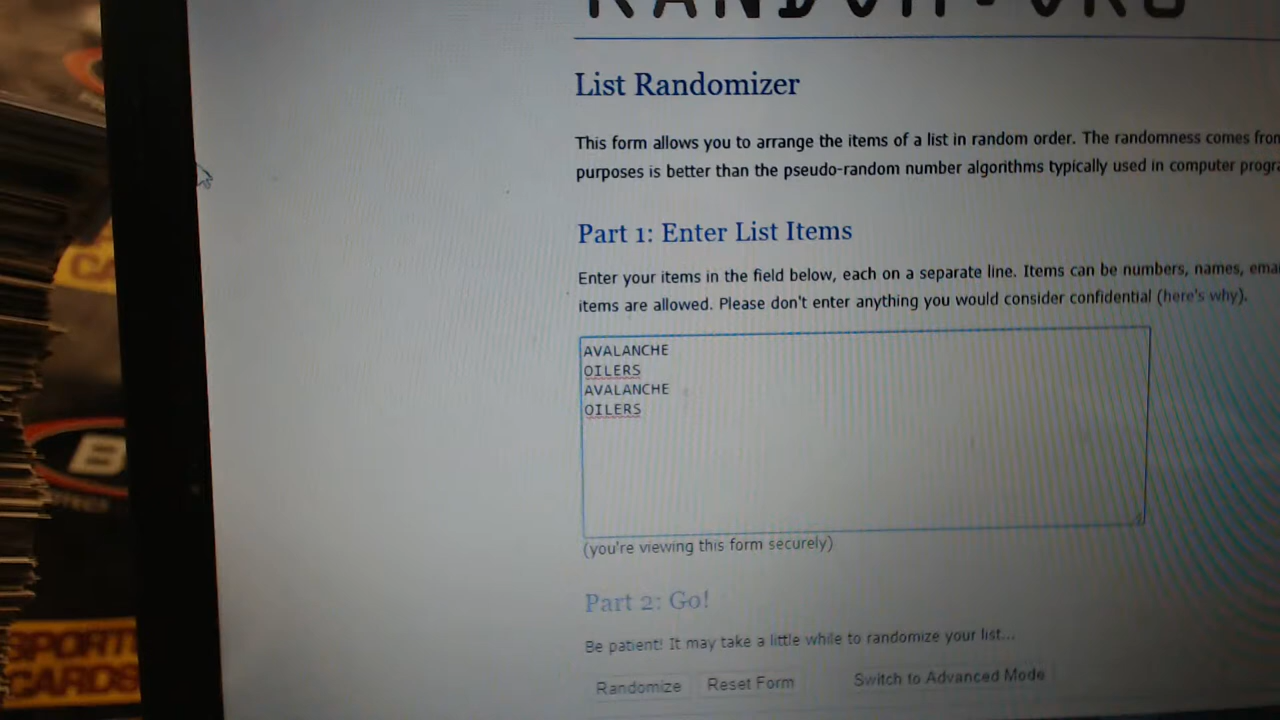 RANDOM.ORG
List Randomizer
This form allows you to arrange the items of a list in random order. The randomness comes from
purposes is better than the pseudo-random number algorithms typically used in computer
Part 1: Enter List Items
Enter your items in the field below, each on a separate line. Items can be numbers, names,
items are allowed. Please don't enter anything you would consider confidential (here's why).
AVALANCHE
OILERS
AVALANCHE
OILERS
(you're viewing this form securely)
Part 2: Go!
Be patient! It may take a little while to randomize your list...
Randomize Reset Form Switch to Advanced Mode
B
SPORTS
CARDS